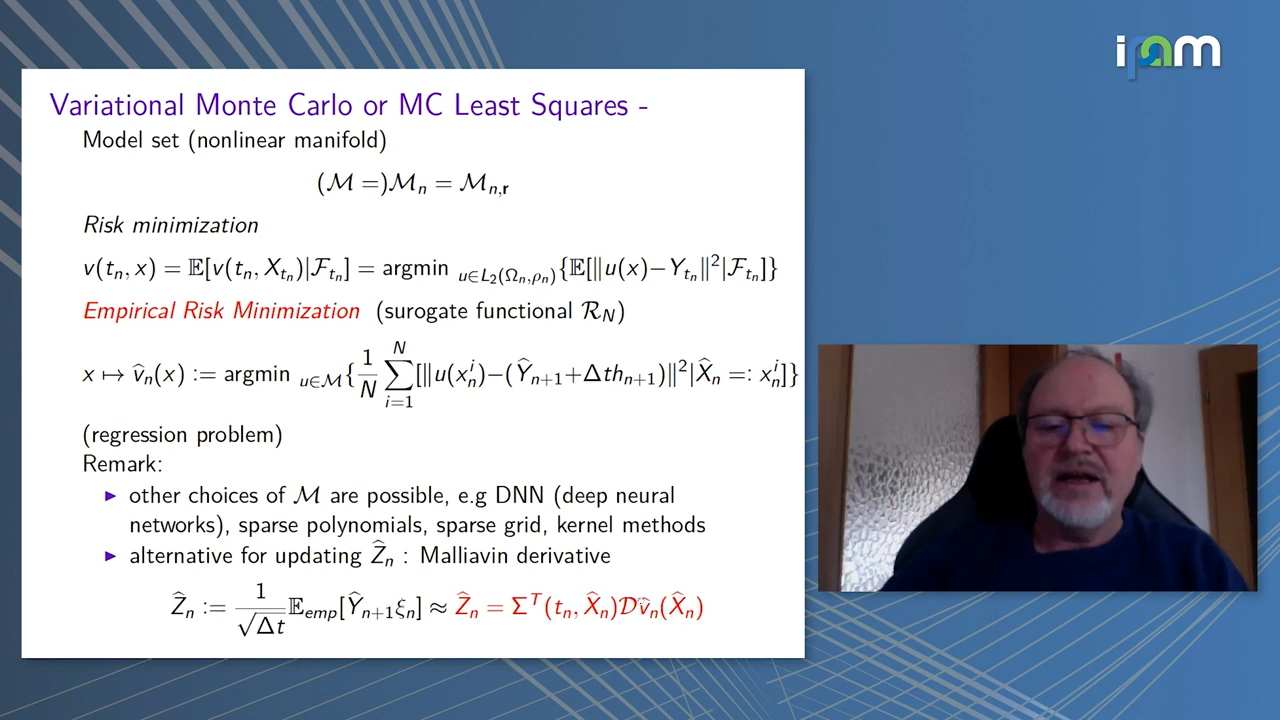 ipam
Variational Monte Carlo or MC Least Squares -
Model set (nonlinear manifold)
(ℳ =)ℳ_n = ℳ_{n,r}
Risk minimization
v(t_n, x) = 𝔼[v(t_n, X_{t_n})|ℱ_{t_n}] = argmin _{u∈L_2(Ω_n,ρ_n)}{𝔼[‖u(x)−Y_{t_n}‖²|ℱ_{t_n}]}
Empirical Risk Minimization (surogate functional ℛ_N)
x ↦ v̂_n(x) := argmin _{u∈ℳ}{1/N ∑_{i=1}^N [‖u(x_n^i)−(Ŷ_{n+1}+Δth_{n+1})‖²|X̂_n =: x_n^i]}
(regression problem)
Remark:
▶ other choices of ℳ are possible, e.g DNN (deep neural
networks), sparse polynomials, sparse grid, kernel methods
▶ alternative for updating Ẑ_n : Malliavin derivative
Ẑ_n := 1/√Δt 𝔼_{emp}[Ŷ_{n+1}ξ_n] ≈ Ẑ_n = Σ^T(t_n, X̂_n)𝒟v̂_n(X̂_n)